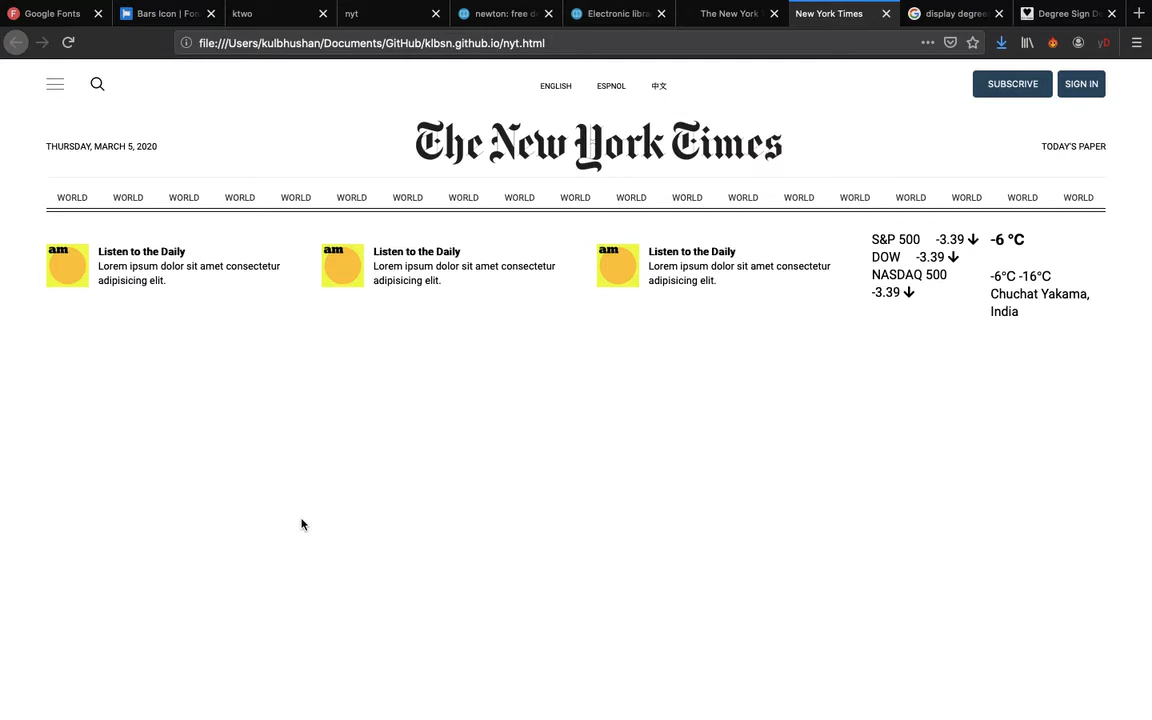 Google Fonts
Bars Icon | Fon
ktwo
nyt
newton: free d
Electronic libra
The New York
New York Times
display degree
Degree Sign De
file:///Users/kulbhushan/Documents/GitHub/klbsn.github.io/nyt.html
yD
ENGLISH ESPNOL 中文
SUBSCRIVE SIGN IN
THURSDAY, MARCH 5, 2020
The New York Times
TODAY'S PAPER
WORLD WORLD WORLD WORLD WORLD WORLD WORLD WORLD WORLD WORLD WORLD WORLD WORLD WORLD WORLD WORLD WORLD WORLD WORLD
am
Listen to the Daily
Lorem ipsum dolor sit amet consectetur
adipisicing elit.
am
Listen to the Daily
Lorem ipsum dolor sit amet consectetur
adipisicing elit.
am
Listen to the Daily
Lorem ipsum dolor sit amet consectetur
adipisicing elit.
S&P 500 -3.39
DOW -3.39
NASDAQ 500
-3.39
-6 °C
-6°C -16°C
Chuchat Yakama,
India